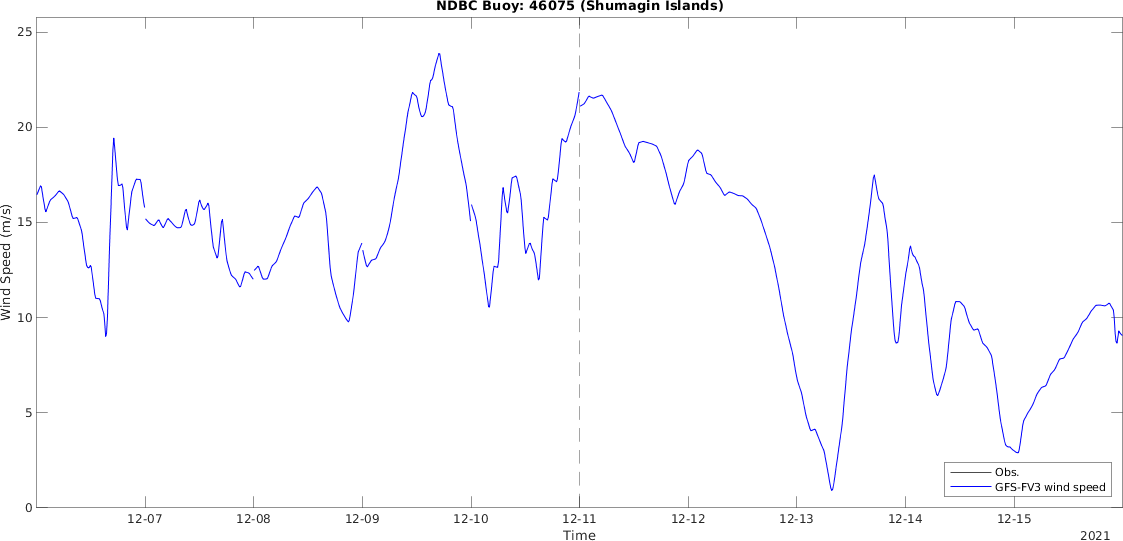 NDBC Buoy: 46075 (Shumagin Islands)
25
20
15
10
5
0
Wind Speed (m/s)
12-07 12-08 12-09 12-10 12-11 12-12 12-13 12-14 12-15
Time
2021
Obs.
GFS-FV3 wind speed